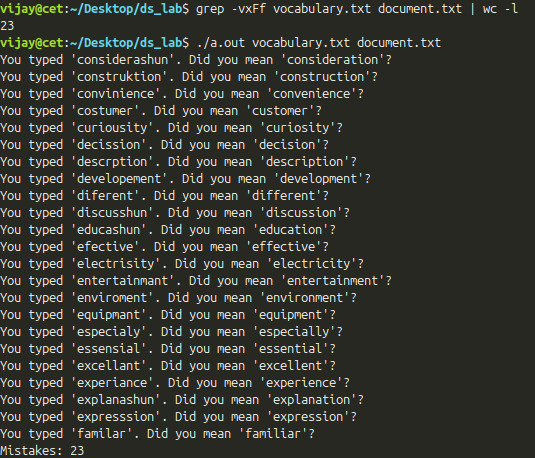 vijay@cet:~/Desktop/ds_lab$ grep -vxFf vocabulary.txt document.txt | wc -l
23
vijay@cet:~/Desktop/ds_lab$ ./a.out vocabulary.txt document.txt
You typed 'considerashun'. Did you mean 'consideration'?
You typed 'construktion'. Did you mean 'construction'?
You typed 'convinience'. Did you mean 'convenience'?
You typed 'costumer'. Did you mean 'customer'?
You typed 'curiousity'. Did you mean 'curiosity'?
You typed 'decission'. Did you mean 'decision'?
You typed 'descrption'. Did you mean 'description'?
You typed 'developement'. Did you mean 'development'?
You typed 'diferent'. Did you mean 'different'?
You typed 'discusshun'. Did you mean 'discussion'?
You typed 'educashun'. Did you mean 'education'?
You typed 'efective'. Did you mean 'effective'?
You typed 'electrisity'. Did you mean 'electricity'?
You typed 'entertainmant'. Did you mean 'entertainment'?
You typed 'enviroment'. Did you mean 'environment'?
You typed 'equipmant'. Did you mean 'equipment'?
You typed 'especialy'. Did you mean 'especially'?
You typed 'essensial'. Did you mean 'essential'?
You typed 'excellant'. Did you mean 'excellent'?
You typed 'experiance'. Did you mean 'experience'?
You typed 'explanashun'. Did you mean 'explanation'?
You typed 'expresssion'. Did you mean 'expression'?
You typed 'familar'. Did you mean 'familiar'?
Mistakes: 23